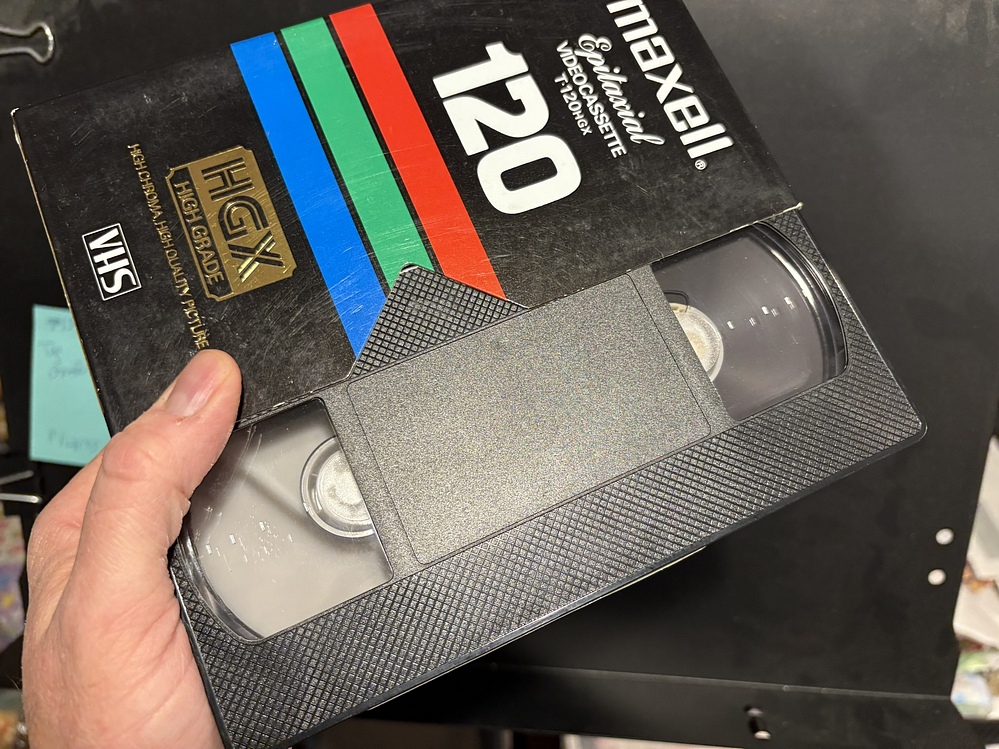 maxell®
Epitaxial
VIDEOCASSETTE
T-120HGX
120
HGX
HIGH GRADE
HIGH CHROMA, HIGH QUALITY PICTURE
VHS